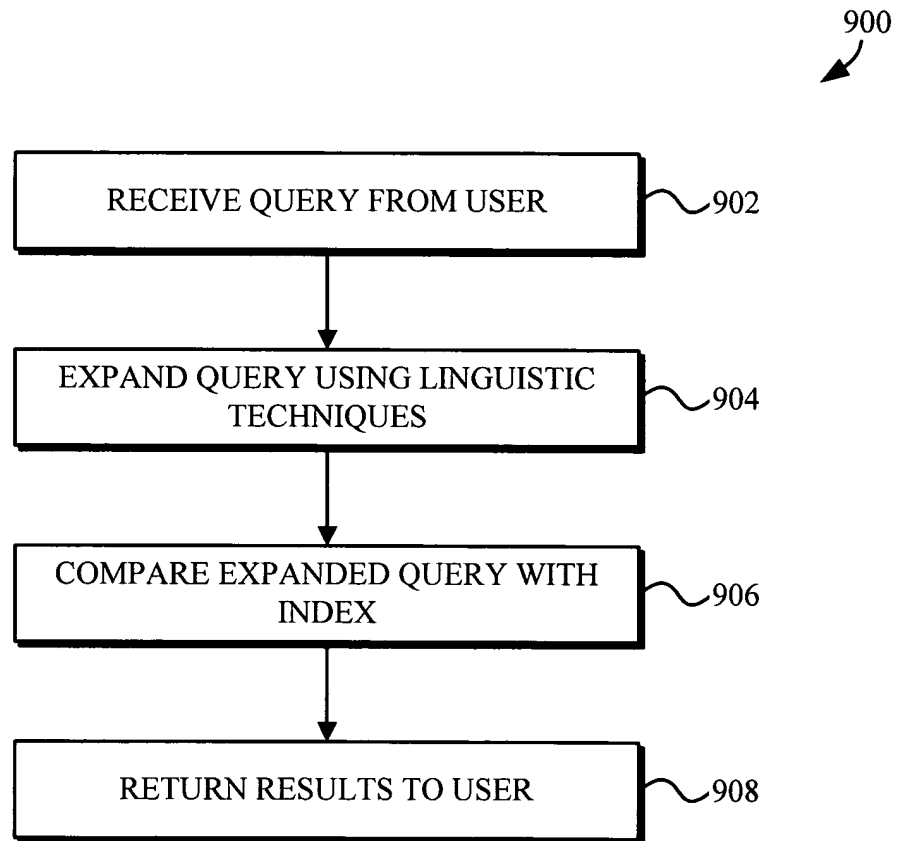 900
RECEIVE QUERY FROM USER
902
EXPAND QUERY USING LINGUISTIC
TECHNIQUES
904
COMPARE EXPANDED QUERY WITH
INDEX
906
RETURN RESULTS TO USER
908